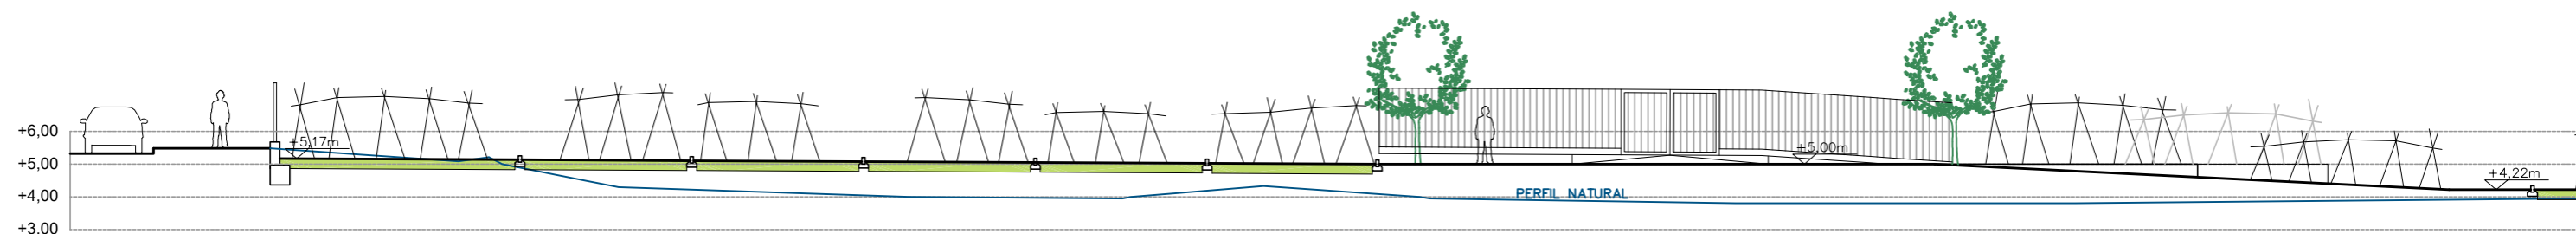 +6,00
+5,17m
+5,00
+5,00m
+4,22m
+4,00
PERFIL NATURAL
+3,00